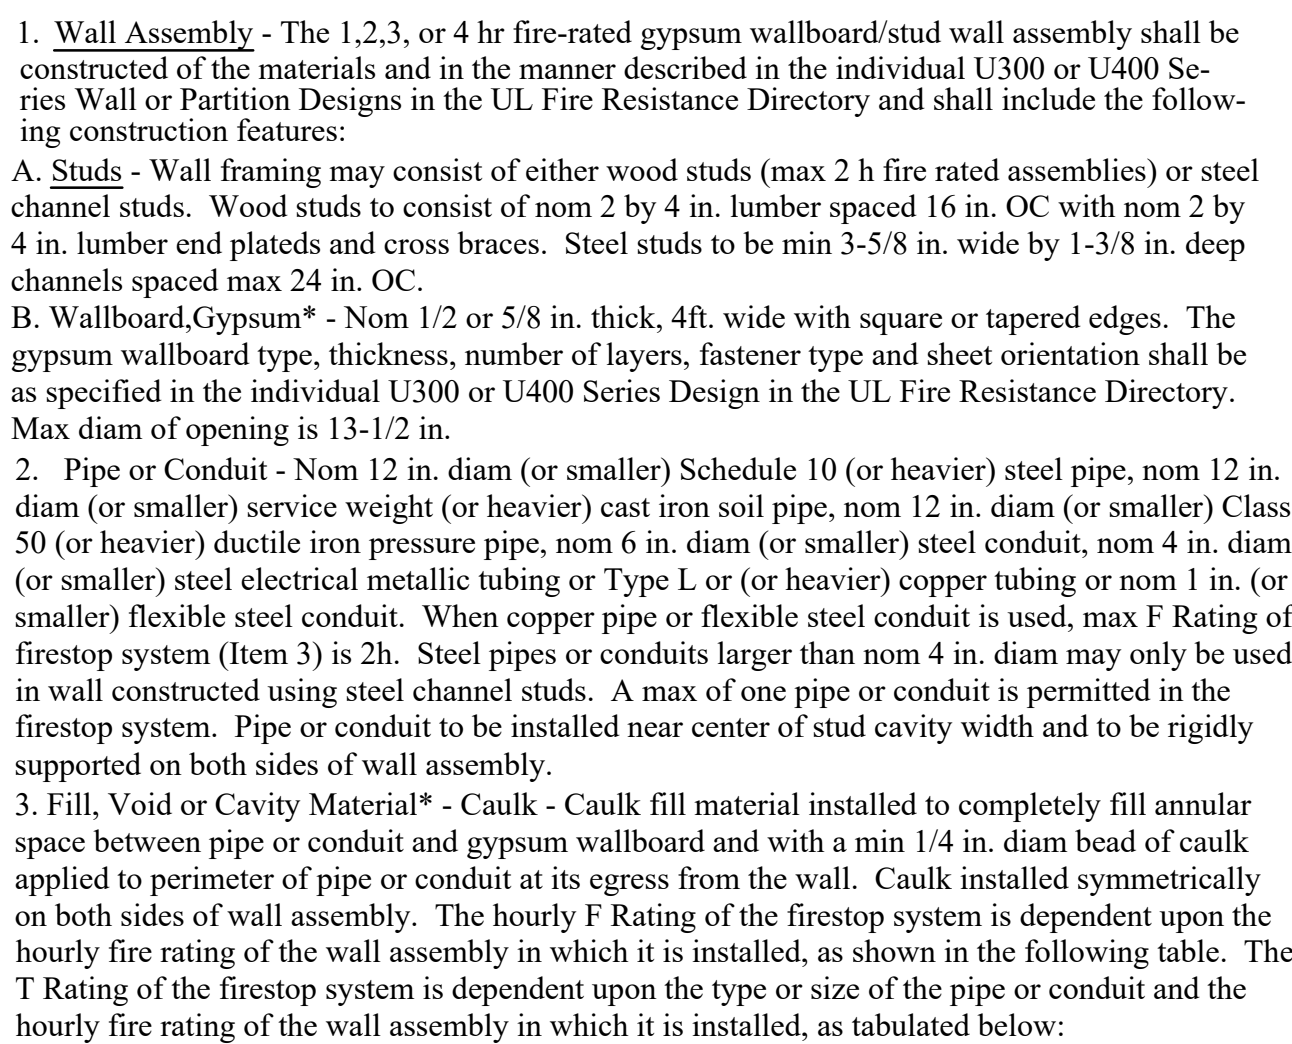 1. Wall Assembly - The 1,2,3, or 4 hr fire-rated gypsum wallboard/stud wall assembly shall be
constructed of the materials and in the manner described in the individual U300 or U400 Se-
ries Wall or Partition Designs in the UL Fire Resistance Directory and shall include the follow-
ing construction features:
A. Studs - Wall framing may consist of either wood studs (max 2 h fire rated assemblies) or steel
channel studs. Wood studs to consist of nom 2 by 4 in. lumber spaced 16 in. OC with nom 2 by
4 in. lumber end plateds and cross braces. Steel studs to be min 3-5/8 in. wide by 1-3/8 in. deep
channels spaced max 24 in. OC.
B. Wallboard,Gypsum* - Nom 1/2 or 5/8 in. thick, 4ft. wide with square or tapered edges. The
gypsum wallboard type, thickness, number of layers, fastener type and sheet orientation shall be
as specified in the individual U300 or U400 Series Design in the UL Fire Resistance Directory.
Max diam of opening is 13-1/2 in.
2. Pipe or Conduit - Nom 12 in. diam (or smaller) Schedule 10 (or heavier) steel pipe, nom 12 in.
diam (or smaller) service weight (or heavier) cast iron soil pipe, nom 12 in. diam (or smaller) Class
50 (or heavier) ductile iron pressure pipe, nom 6 in. diam (or smaller) steel conduit, nom 4 in. diam
(or smaller) steel electrical metallic tubing or Type L or (or heavier) copper tubing or nom 1 in. (or
smaller) flexible steel conduit. When copper pipe or flexible steel conduit is used, max F Rating of
firestop system (Item 3) is 2h. Steel pipes or conduits larger than nom 4 in. diam may only be used
in wall constructed using steel channel studs. A max of one pipe or conduit is permitted in the
firestop system. Pipe or conduit to be installed near center of stud cavity width and to be rigidly
supported on both sides of wall assembly.
3. Fill, Void or Cavity Material* - Caulk - Caulk fill material installed to completely fill annular
space between pipe or conduit and gypsum wallboard and with a min 1/4 in. diam bead of caulk
applied to perimeter of pipe or conduit at its egress from the wall. Caulk installed symmetrically
on both sides of wall assembly. The hourly F Rating of the firestop system is dependent upon the
hourly fire rating of the wall assembly in which it is installed, as shown in the following table. The
T Rating of the firestop system is dependent upon the type or size of the pipe or conduit and the
hourly fire rating of the wall assembly in which it is installed, as tabulated below: